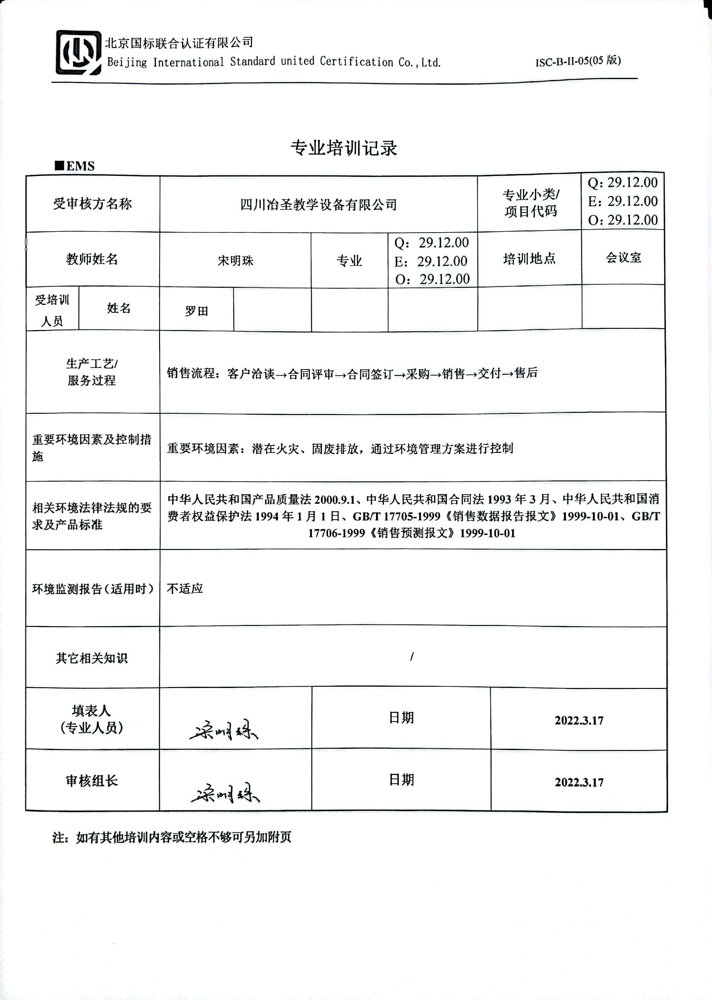 北京国标联合认证有限公司
Beijing International Standard united Certification Co.,Ltd.
ISC-B-II-05(05 版)
专业培训记录
■EMS
受审核方名称
四川冶圣教学设备有限公司
专业小类/
项目代码
Q: 29.12.00
E: 29.12.00
O: 29.12.00
教师姓名
宋明珠
专业
Q: 29.12.00
E: 29.12.00
O: 29.12.00
培训地点
会议室
受培训
人员
姓名
罗田
生产工艺/
服务过程
销售流程：客户洽谈→合同评审→合同签订→采购→销售→交付→售后
重要环境因素及控制措
施
重要环境因素：潜在火灾、固废排放，通过环境管理方案进行控制
相关环境法律法规的要
求及产品标准
中华人民共和国产品质量法 2000.9.1、中华人民共和国合同法 1993 年 3 月、中华人民共和国消
费者权益保护法 1994 年 1 月 1 日、GB/T 17705-1999《销售数据报告报文》1999-10-01、GB/T
17706-1999《销售预测报文》1999-10-01
环境监测报告（适用时）
不适应
其它相关知识
/
填表人
（专业人员）
宋明珠
日期
2022.3.17
审核组长
宋明珠
日期
2022.3.17
注：如有其他培训内容或空格不够可另加附页